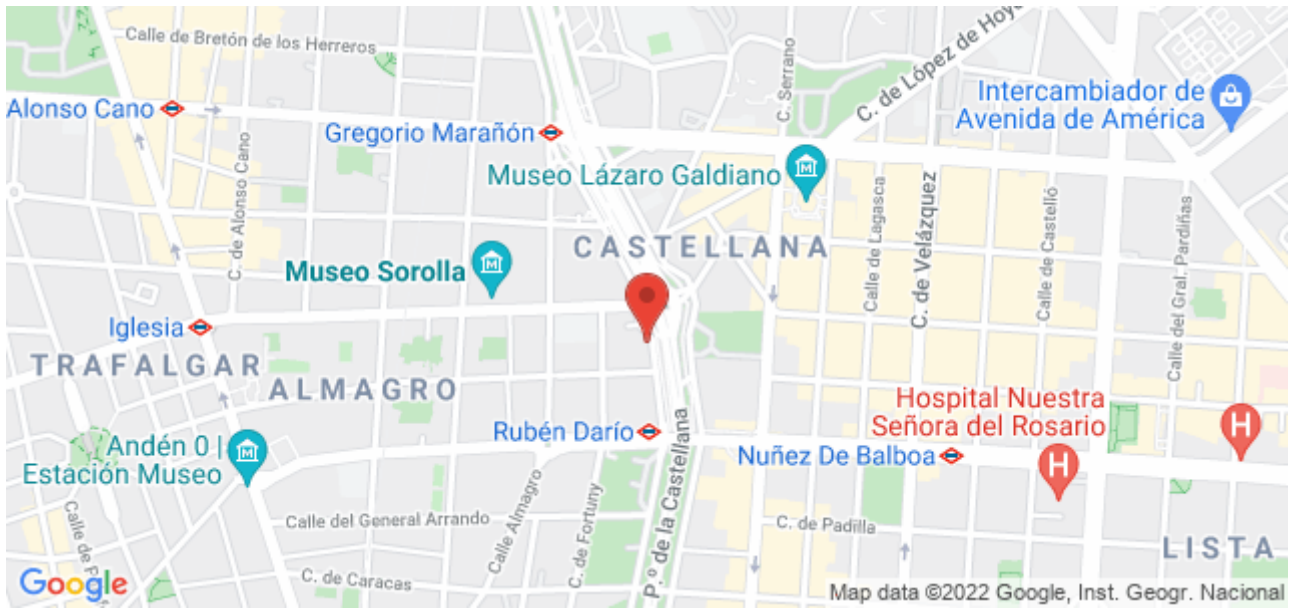 Calle de Bretón de los Herreros
C. Serrano
C. de López de Hoyo
Alonso Cano
Gregorio Marañón
Intercambiador de
Avenida de América
Museo Lázaro Galdiano
C. de Alonso Cano
CASTELLANA
Calle de Lagasca
C. de Velázquez
Calle de Castelló
Calle del Gral. Pardiñas
Museo Sorolla
Iglesia
TRAFALGAR
ALMAGRO
Hospital Nuestra
Señora del Rosario
Rubén Darío
Andén 0 |
Estación Museo
Nuñez De Balboa
P.º de la Castellana
Calle del General Arrando
Calle Almagro
C. de Fortuny
C. de Padilla
LISTA
C. de Caracas
Google
Map data ©2022 Google, Inst. Geogr. Nacional